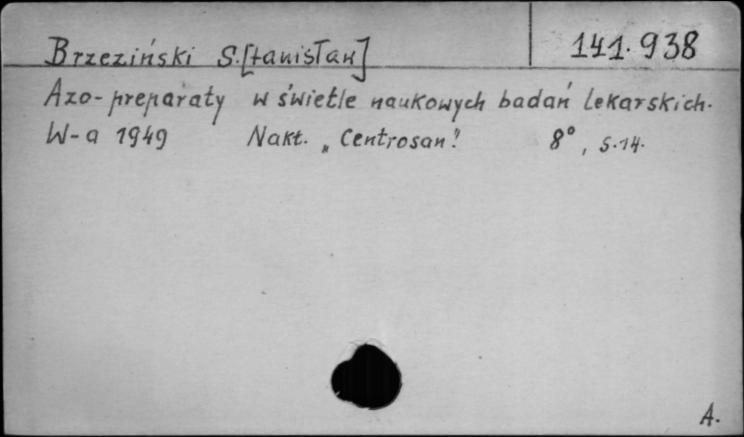 Brzeziński S.[tanisław] 141.938
Azo-preparaty w świetle naukowych badań lekarskich.
W-a 1949 Nakł. „Centrosan". 8°, s.14.
A.